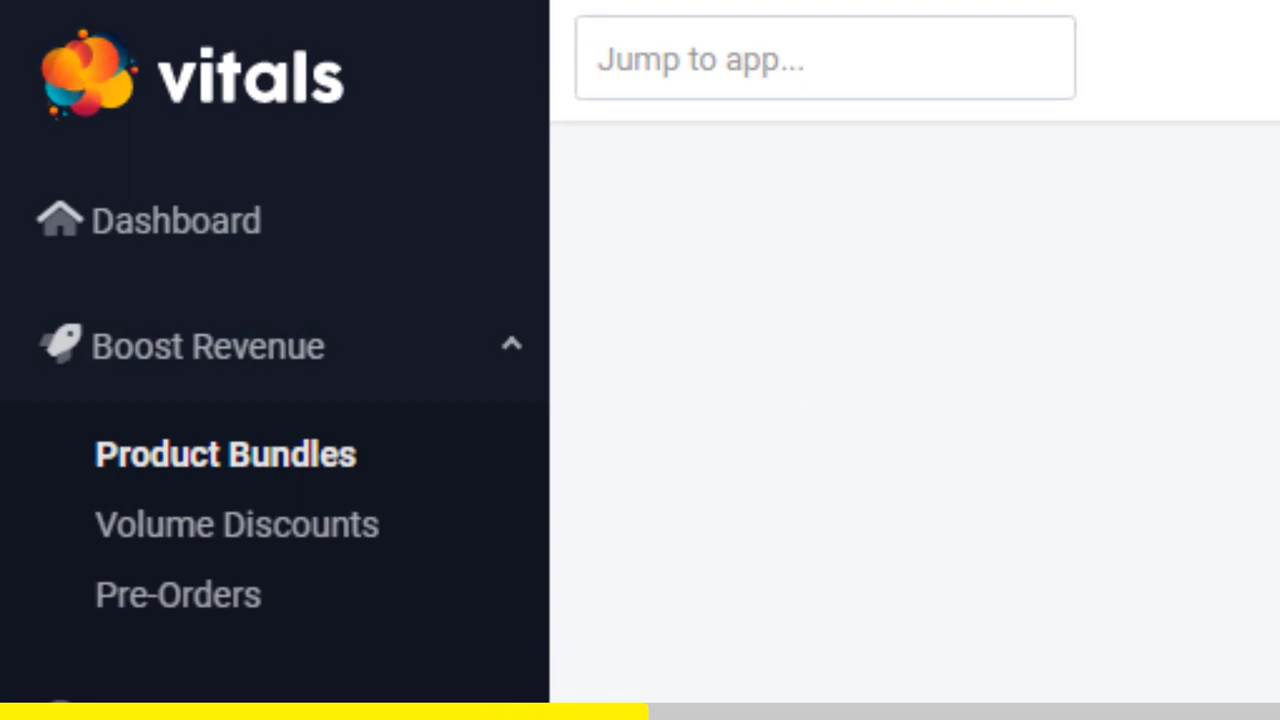 vitals
Jump to app...
Dashboard
Boost Revenue
Product Bundles
Volume Discounts
Pre-Orders